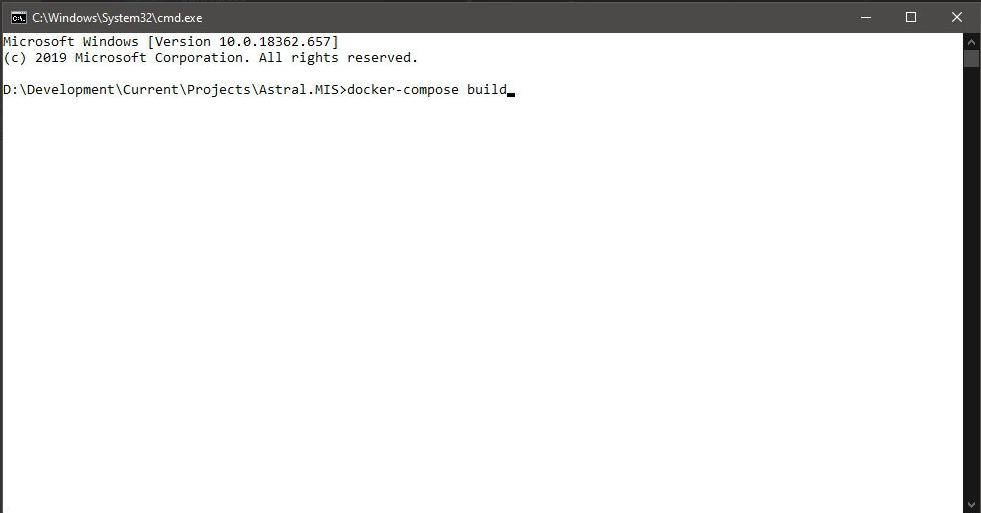 C:\Windows\System32\cmd.exe
Microsoft Windows [Version 10.0.18362.657]
(c) 2019 Microsoft Corporation. All rights reserved.
D:\Development\Current\Projects\Astral.MIS>docker-compose build